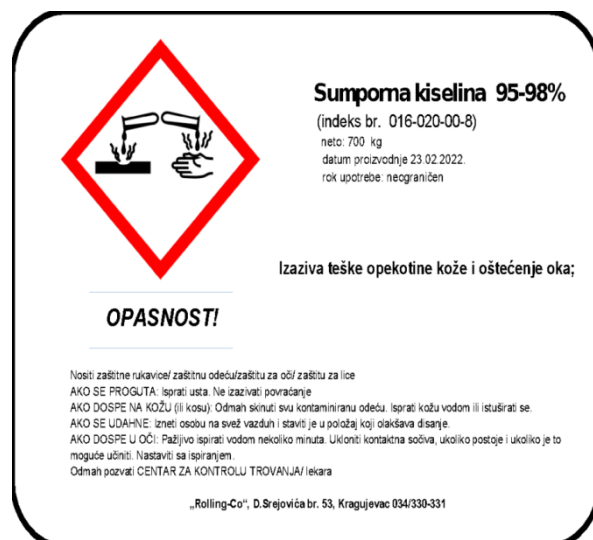 Sumporna kiselina 95-98%
(indeks br. 016-020-00-8)
neto: 700 kg
datum proizvodnje 23.02.2022.
rok upotrebe: neograničen
Izaziva teške opekotine kože i oštećenje oka;
OPASNOST!
Nositi zaštitne rukavice/ zaštitnu odeću/zaštitu za oči/ zaštitu za lice
AKO SE PROGUTA: Isprati usta. Ne izazivati povraćanje
AKO DOSPE NA KOŽU (ili kosu): Odmah skinuti svu kontaminiranu odeću. Isprati kožu vodom ili istuširati se.
AKO SE UDAHNE: Izneti osobu na svež vazduh i staviti je u položaj koji olakšava disanje.
AKO DOSPE U OČI: Pažljivo ispirati vodom nekoliko minuta. Ukloniti kontaktna sočiva, ukoliko postoje i ukoliko je to
moguće učiniti. Nastaviti sa ispiranjem.
Odmah pozvati CENTAR ZA KONTROLU TROVANJA/ lekara
„Rolling-Co“, D.Srejovića br. 53, Kragujevac 034/330-331